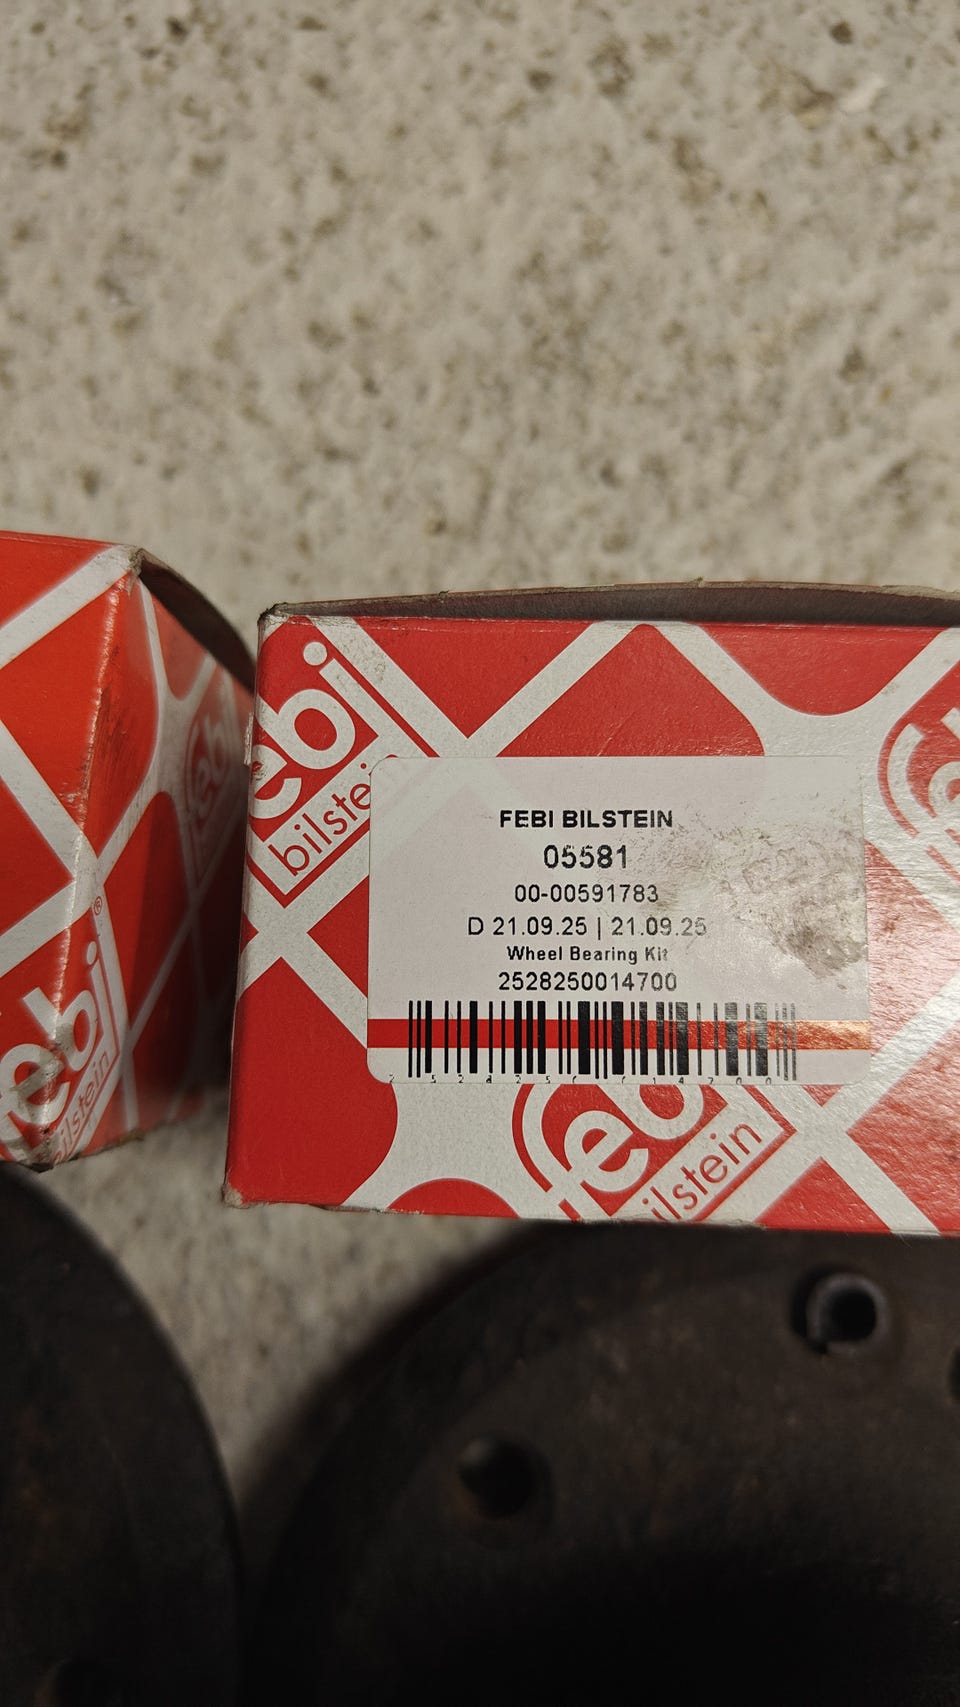 febi
bilstein
FEBI BILSTEIN
05581
00-00591783
D 21.09.25 | 21.09.25
Wheel Bearing Kit
2528250014700
febi
bilstein
febi
bilstein
®